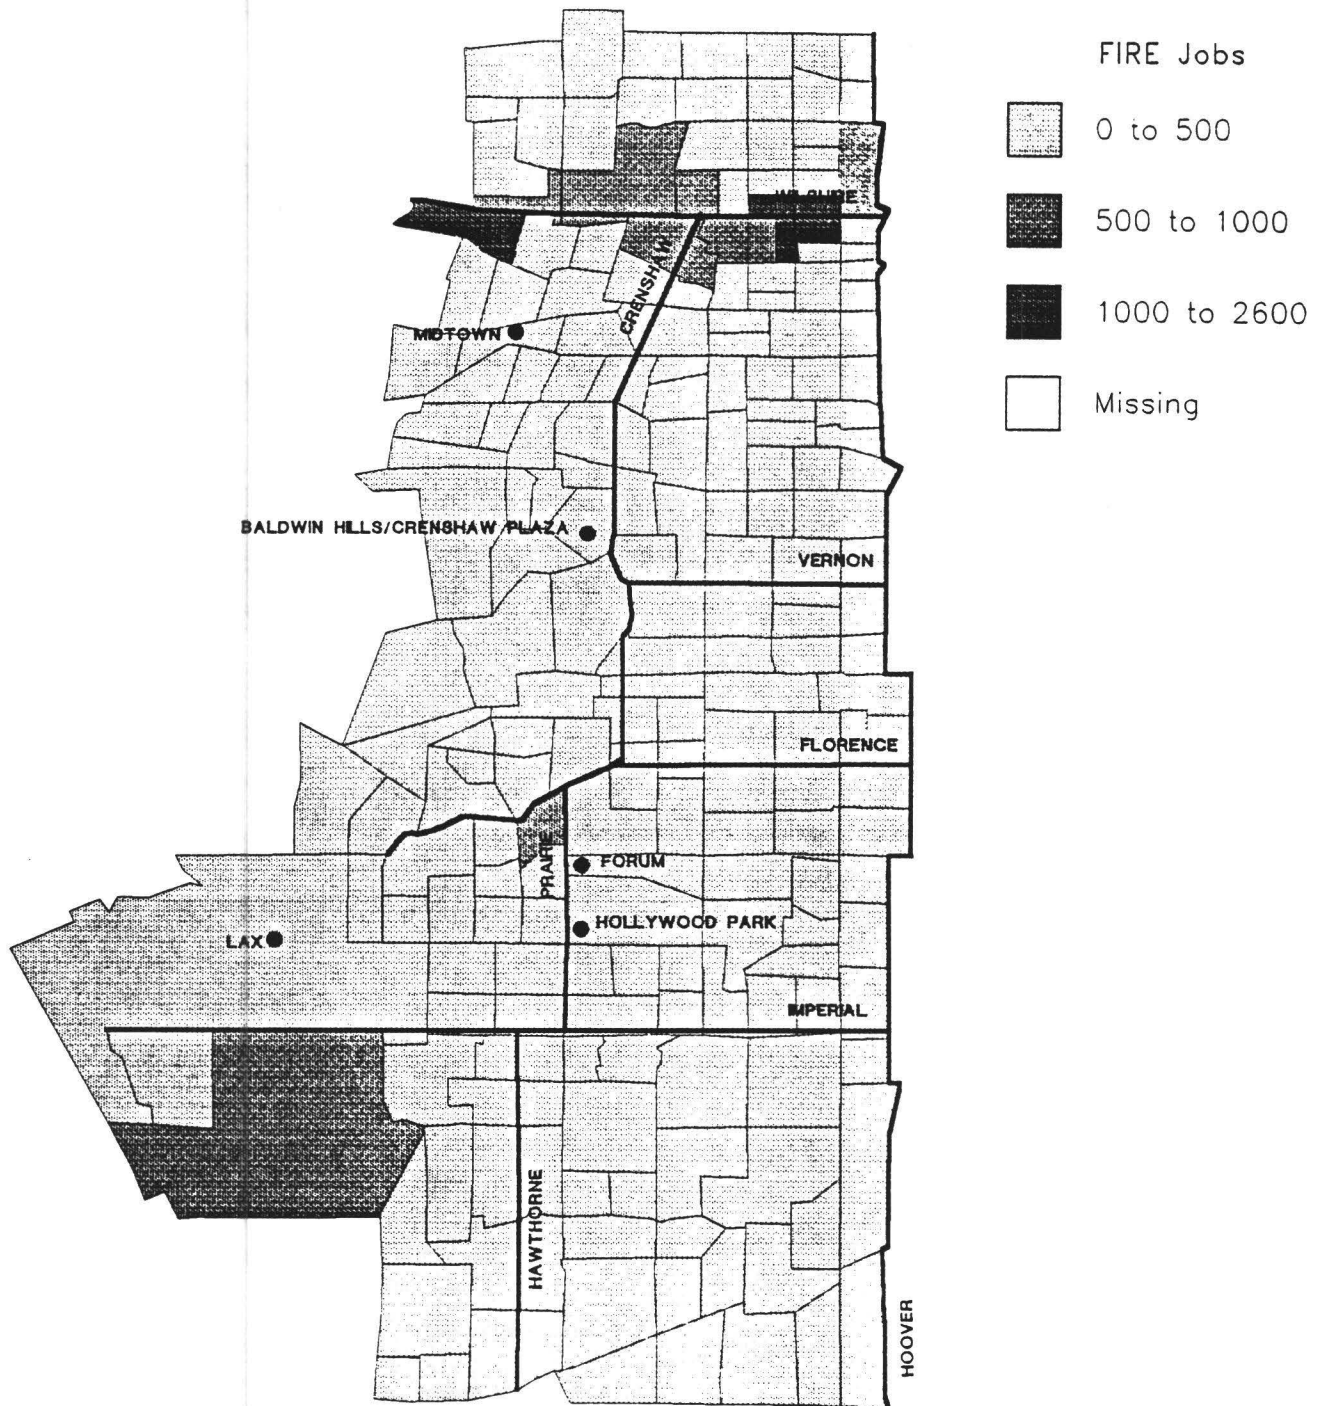 FIRE Jobs
0 to 500
500 to 1000
1000 to 2600
Missing
WILSHIRE
CRENSHAW
MIDTOWN
BALDWIN HILLS/CRENSHAW PLAZA
VERNON
FLORENCE
PRAIRIE
FORUM
HOLLYWOOD PARK
LAX
IMPERIAL
HAWTHORNE
HOOVER